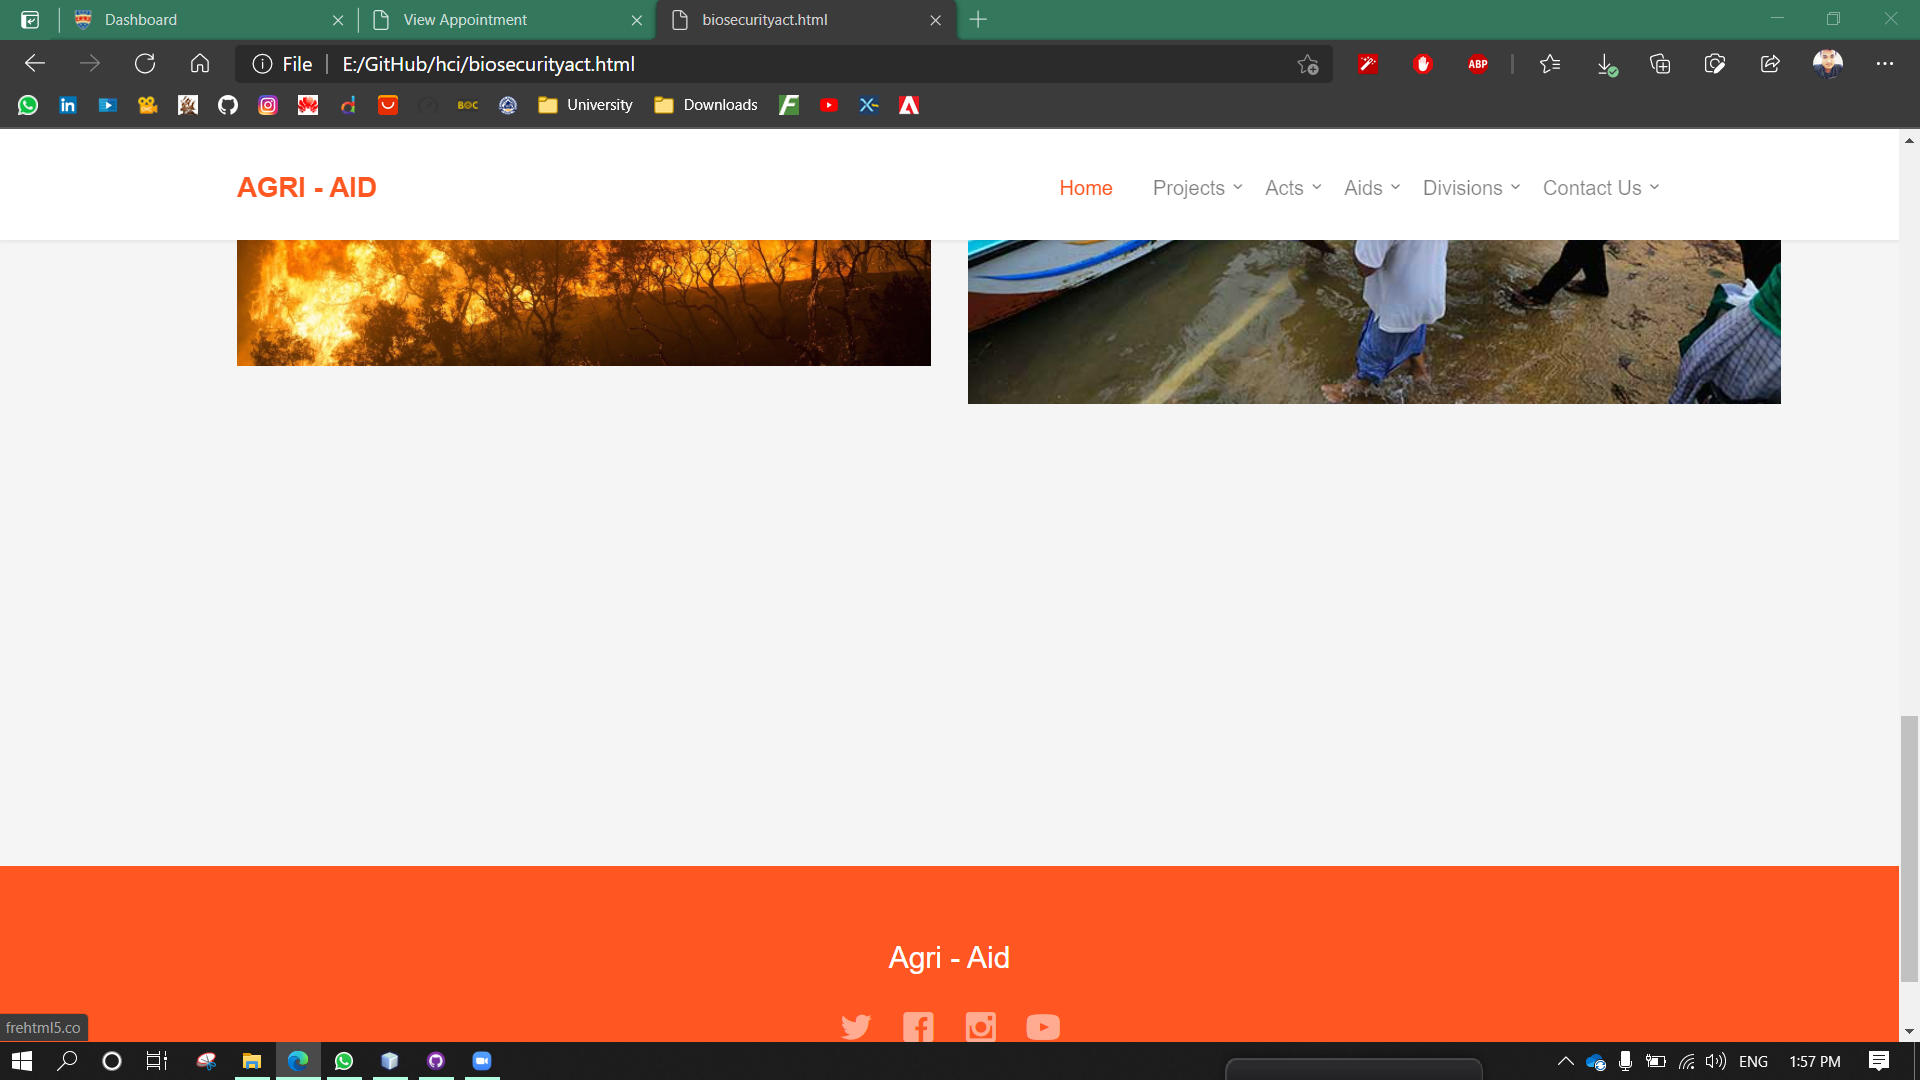 Dashboard
View Appointment
biosecurityact.html
File
E:/GitHub/hci/biosecurityact.html
ABP
BOC
University
Downloads
AGRI - AID
Home
Projects
Acts
Aids
Divisions
Contact Us
Agri - Aid
frehtml5.co
ENG
1:57 PM